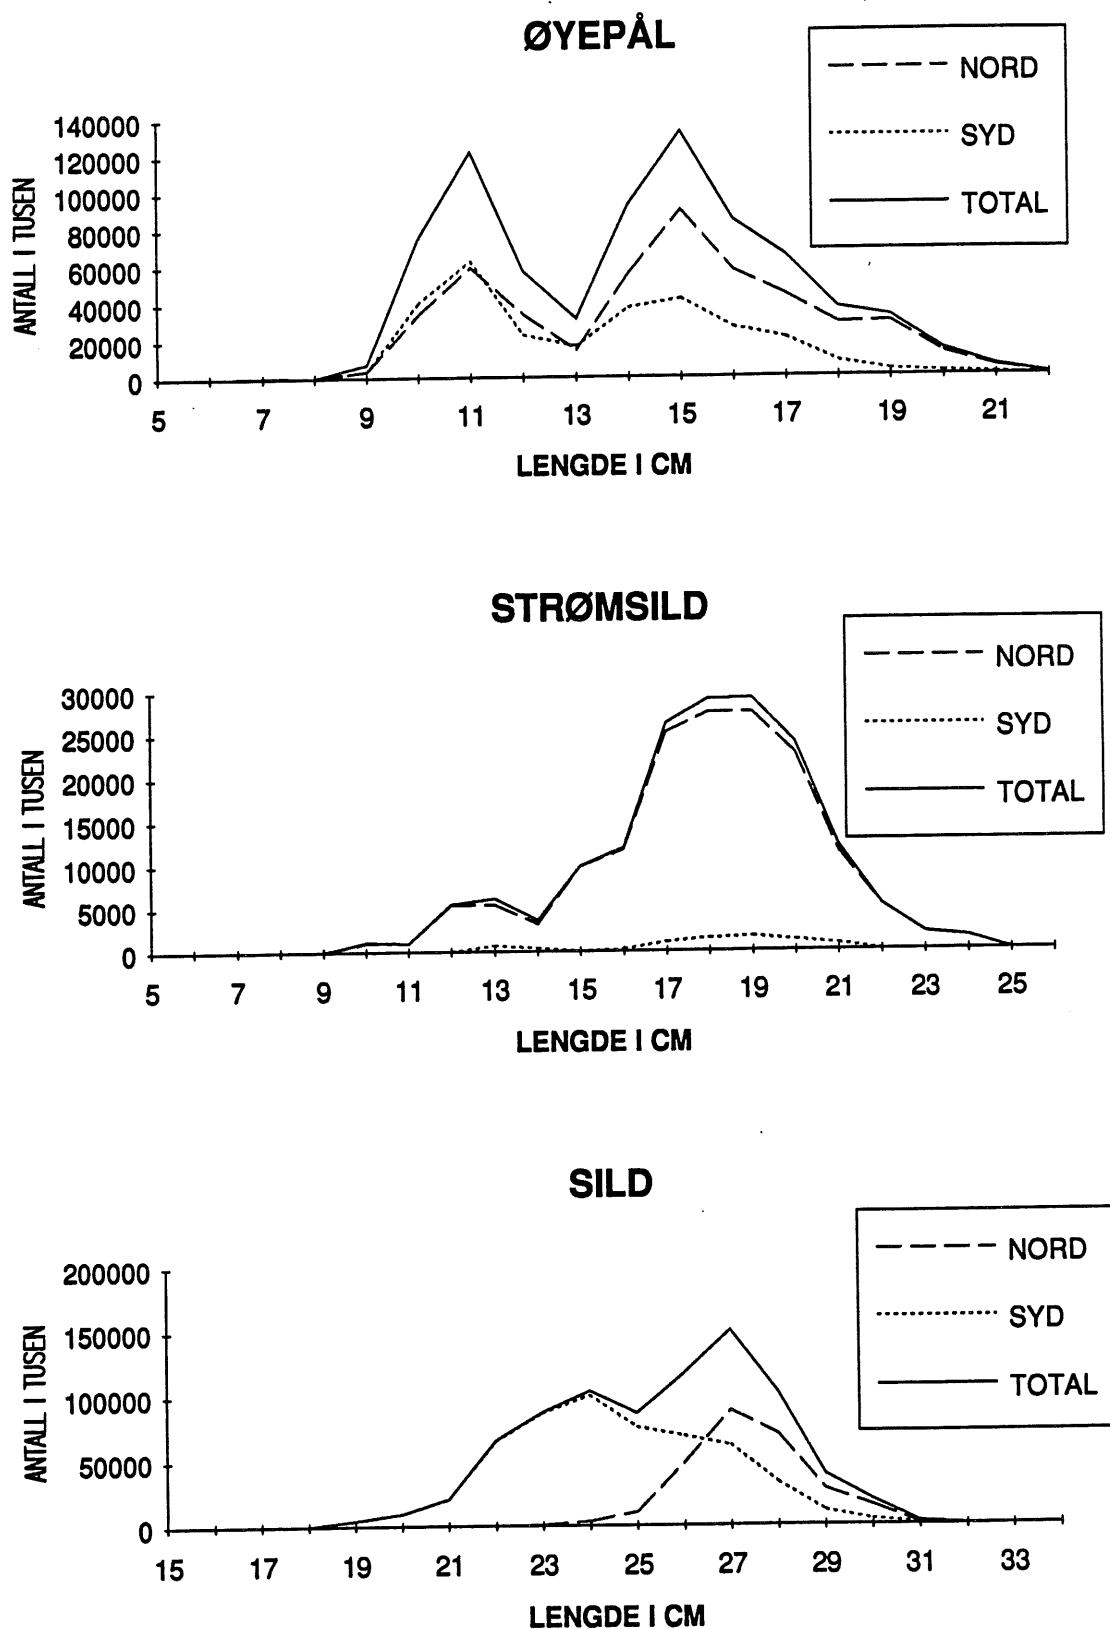 ØYEPÅL
NORD
SYD
TOTAL
ANTALL I TUSEN
140000
120000
100000
80000
60000
40000
20000
0
5 7 9 11 13 15 17 19 21
LENGDE I CM
STRØMSILD
NORD
SYD
TOTAL
ANTALL I TUSEN
30000
25000
20000
15000
10000
5000
0
5 7 9 11 13 15 17 19 21 23 25
LENGDE I CM
SILD
NORD
SYD
TOTAL
ANTALL I TUSEN
200000
150000
100000
50000
0
15 17 19 21 23 25 27 29 31 33
LENGDE I CM